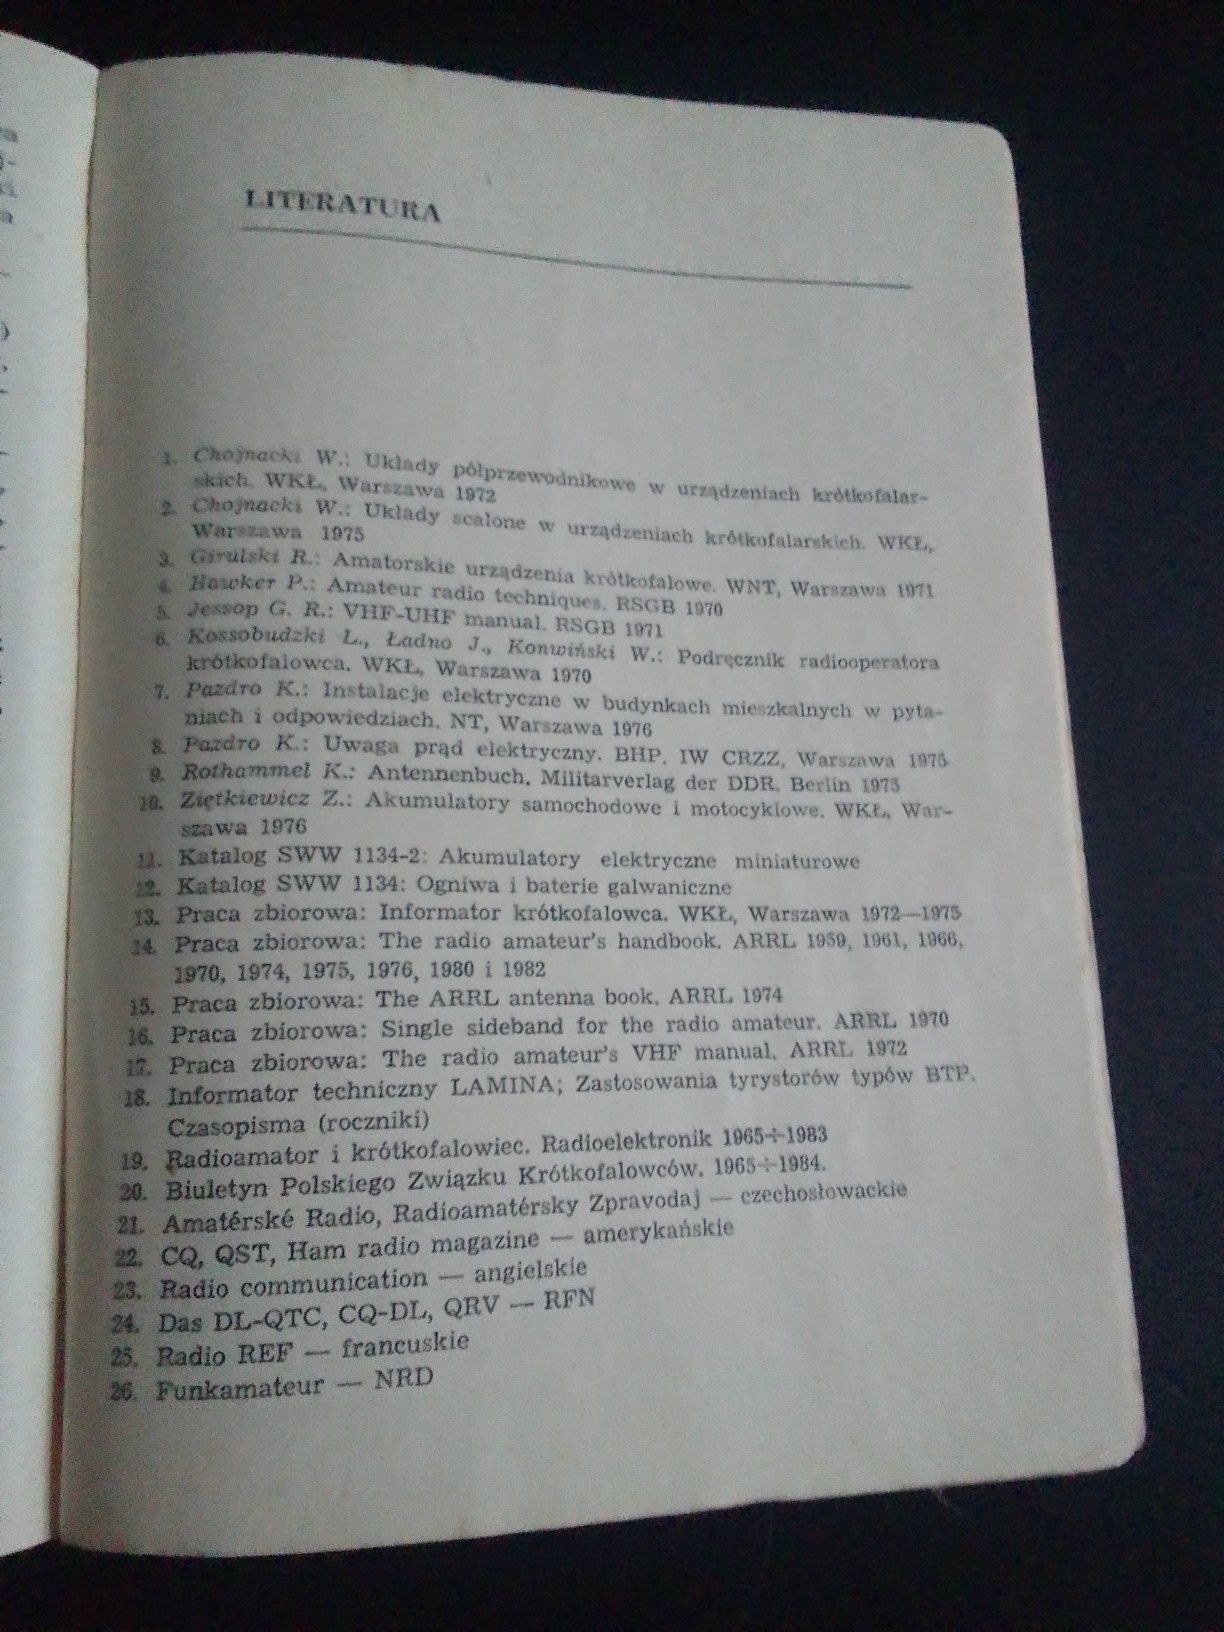 LITERATURA
1. Chojnacki W.: Układy półprzewodnikowe w urządzeniach krótkofalar-
skich. WKŁ, Warszawa 1972
2. Chojnacki W.: Układy scalone w urządzeniach krótkofalarskich. WKŁ,
Warszawa 1975
3. Girulski R.: Amatorskie urządzenia krótkofalowe. WNT, Warszawa 1971
4. Hawker P.: Amateur radio techniques. RSGB 1970
5. Jessop G. R.: VHF-UHF manual. RSGB 1971
6. Kossobudzki L., Ładno J., Konwiński W.: Podręcznik radiooperatora
krótkofalowca. WKŁ, Warszawa 1970
7. Pazdro K.: Instalacje elektryczne w budynkach mieszkalnych w pyta-
niach i odpowiedziach. NT, Warszawa 1976
8. Pazdro K.: Uwaga prąd elektryczny. BHP. IW CRZZ, Warszawa 1975
9. Rothammel K.: Antennenbuch. Militarverlag der DDR. Berlin 1975
10. Ziętkiewicz Z.: Akumulatory samochodowe i motocyklowe. WKŁ, War-
szawa 1976
11. Katalog SWW 1134-2: Akumulatory elektryczne miniaturowe
12. Katalog SWW 1134: Ogniwa i baterie galwaniczne
13. Praca zbiorowa: Informator krótkofalowca. WKŁ, Warszawa 1972—1975
14. Praca zbiorowa: The radio amateur's handbook. ARRL 1959, 1961, 1966,
1970, 1974, 1975, 1976, 1980 i 1982
15. Praca zbiorowa: The ARRL antenna book. ARRL 1974
16. Praca zbiorowa: Single sideband for the radio amateur. ARRL 1970
17. Praca zbiorowa: The radio amateur's VHF manual. ARRL 1972
18. Informator techniczny LAMINA; Zastosowania tyrystorów typów BTP.
Czasopisma (roczniki)
19. Radioamator i krótkofalowiec. Radioelektronik 1965÷1983
20. Biuletyn Polskiego Związku Krótkofalowców. 1965÷1984.
21. Amatérské Radio, Radioamatérsky Zpravodaj — czechosłowackie
22. CQ, QST, Ham radio magazine — amerykańskie
23. Radio communication — angielskie
24. Das DL-QTC, CQ-DL, QRV — RFN
25. Radio REF — francuskie
26. Funkamateur — NRD